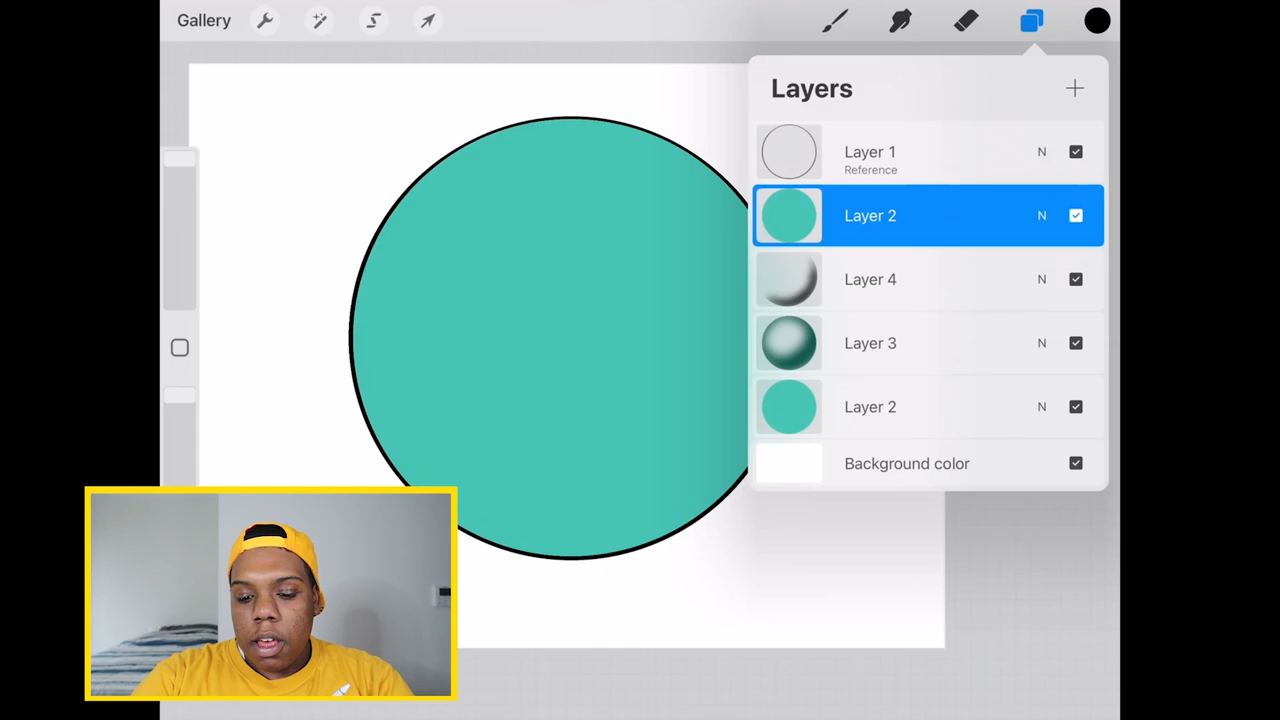 Gallery
Layers
Layer 1 N
Reference
Layer 2 N
Layer 4 N
Layer 3 N
Layer 2 N
Background color